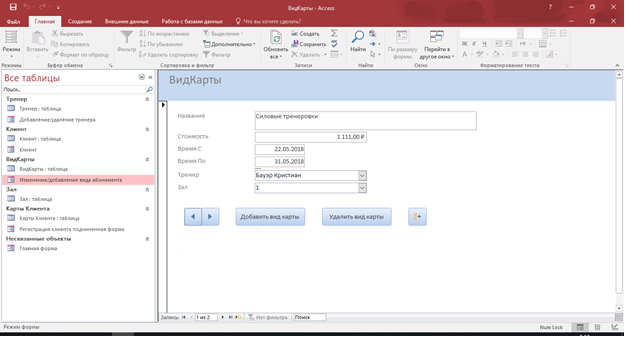 ВидКарты - Access
Файл Главная Создание Внешние данные Работа с базами данных Что вы хотите сделать?
Режим
Режимы
Вставить
Вырезать
Копировать
Формат по образцу
Буфер обмена
Фильтр
По возрастанию
По убыванию
Удалить сортировку
Выделение
Дополнительно
Фильтр
Сортировка и фильтр
Обновить
все
Создать
Сохранить
Удалить
Записи
Найти
Найти
По размеру
формы
Перейти в
другое окно
Окно
Ж К Ч
Форматирование текста
Все таблицы
Поиск...
Тренер
Тренер : таблица
Добавление/удаление тренера
Клиент
Клиент : таблица
Клиент
ВидКарты
ВидКарты : таблица
Изменение/добавление вида абонемента
Зал
Зал : таблица
Карты Клиента
Карты Клиента : таблица
Регистрация клиента подчиненная форма
Несвязанные объекты
Главная форма
ВидКарты
Название Силовые тренеровки
Стоимость 1 111,00 ₽
Время С 22.05.2018
Время По 31.05.2018
Тренер Бауэр Кристиан
Зал 1
Добавить вид карты Удалить вид карты
Записи 1 из 2 Нет фильтра Поиск
Режим формы Num Lock